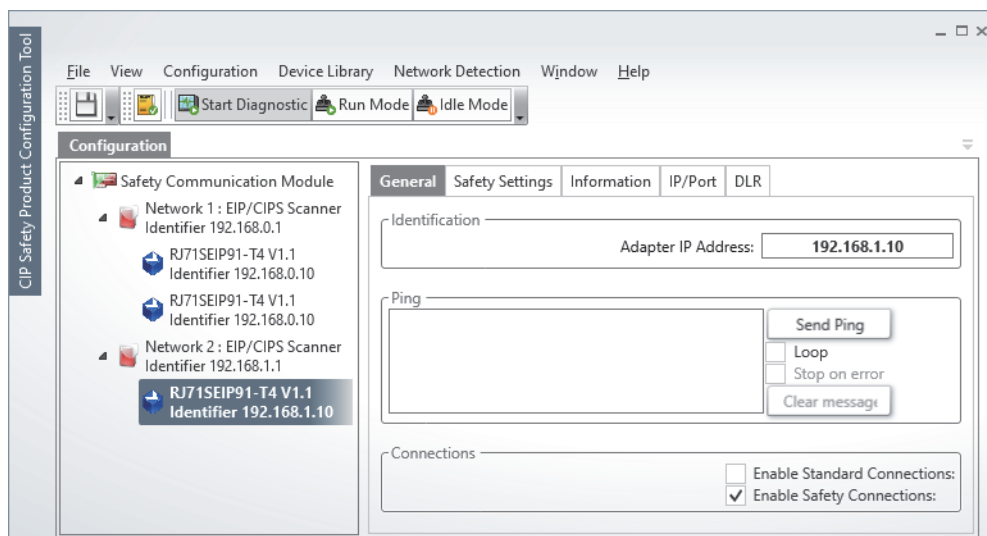 CIP Safety Product Configuration Tool
File View Configuration Device Library Network Detection Window Help
Start Diagnostic Run Mode Idle Mode
Configuration
Safety Communication Module
Network 1 : EIP/CIPS Scanner
Identifier 192.168.0.1
RJ71SEIP91-T4 V1.1
Identifier 192.168.0.10
RJ71SEIP91-T4 V1.1
Identifier 192.168.0.10
Network 2 : EIP/CIPS Scanner
Identifier 192.168.1.1
RJ71SEIP91-T4 V1.1
Identifier 192.168.1.10
General Safety Settings Information IP/Port DLR
Identification
Adapter IP Address: 192.168.1.10
Ping
Send Ping
Loop
Stop on error
Clear message
Connections
Enable Standard Connections:
Enable Safety Connections: